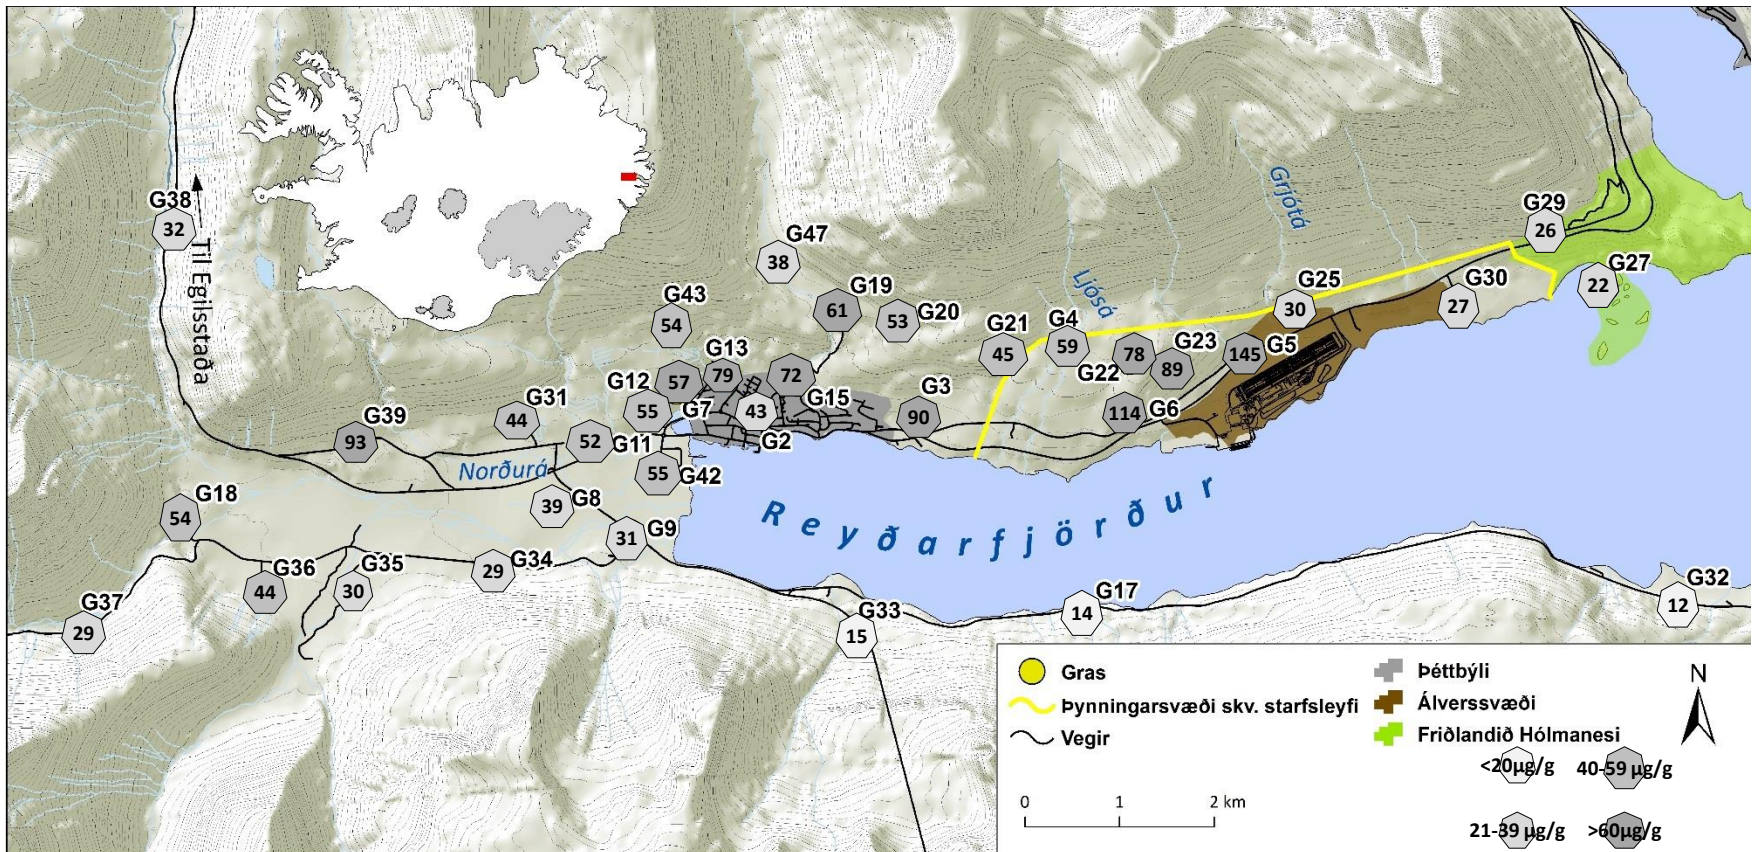 G38
32
Til Egilsstaða
G47
38
G43
54
G19
61
G20
53
Ljósá
Grjótá
G29
26
G27
22
G25
30
G30
27
G21
45
G4
59
G22
78
G23
89
G5
145
G6
114
G3
90
G13
79
G12
57
72
G15
G7
55
43
G2
G31
44
G39
93
52
G11
Norðurá
55
G42
G8
39
G9
31
G18
54
G36
44
G35
30
G34
29
G37
29
Reyðarfjörður
G33
15
G17
14
G32
12
Gras
Þynningarsvæði skv. starfsleyfi
Vegir
0 1 2 km
Þéttbýli
Álverssvæði
Friðlandið Hólmanesi
N
<20µg/g
40-59 µg/g
21-39 µg/g
>60µg/g